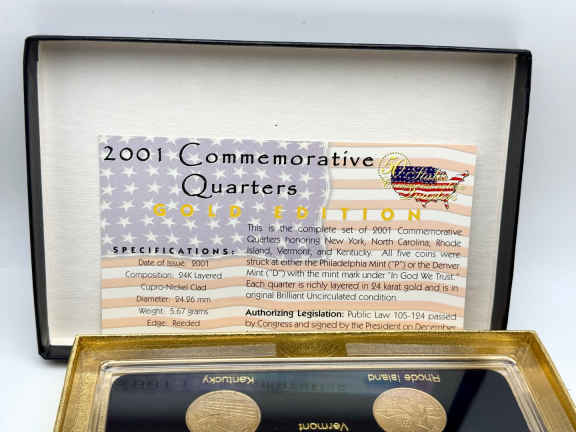 2001 Commemorative
Quarters
GOLD EDITION
SPECIFICATIONS:
Date of Issue: 2001
Composition: 24K Layered
Cupro-Nickel Clad
Diameter: 24.26 mm
Weight: 5.67 grams
Edge: Reeded
This is the complete set of 2001 Commemorative
Quarters honoring New York, North Carolina, Rhode
Island, Vermont, and Kentucky. All five coins were
struck at either the Philadelphia Mint ("P") or the Denver
Mint ("D") with the mint mark under "In God We Trust."
Each quarter is richly layered in 24 karat gold and is in
original Brilliant Uncirculated condition.
Authorizing Legislation: Public Law 105-124 passed
by Congress and signed by the President on December
Kentucky
Rhode Island
Vermont